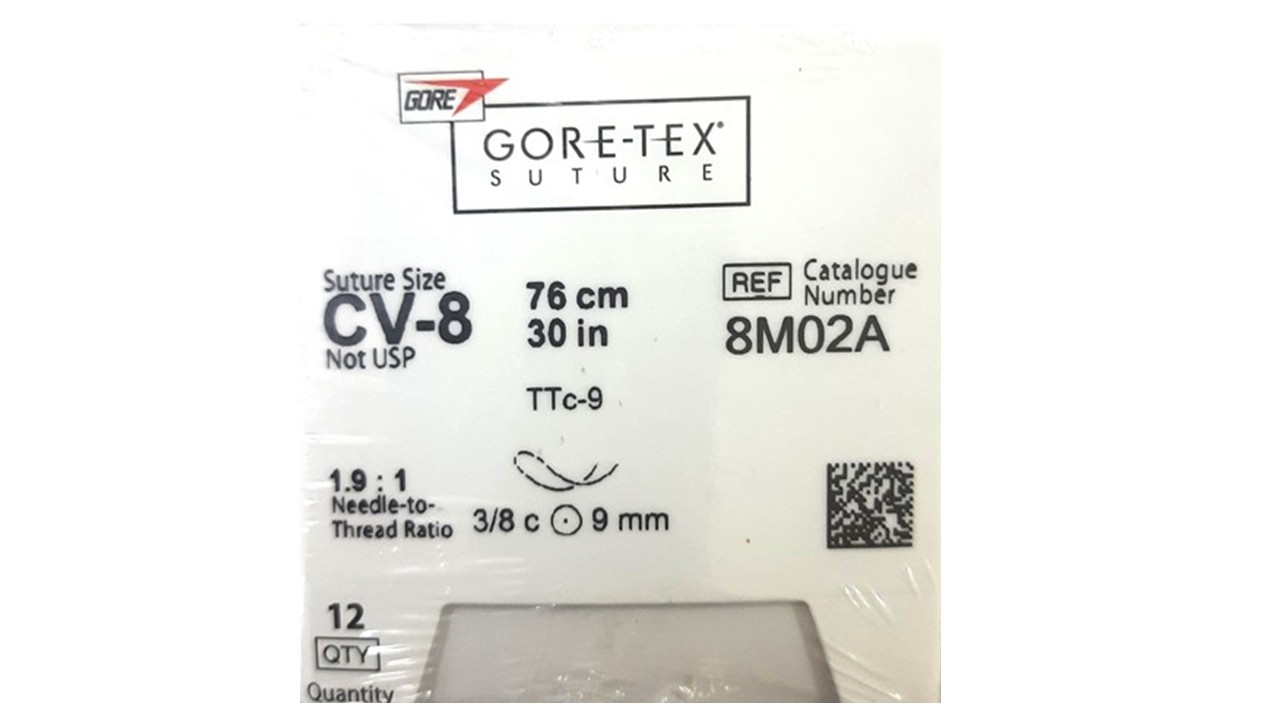 GORE
GORE-TEX®
SUTURE
Suture Size
CV-8
Not USP
76 cm
30 in
TTc-9
REF Catalogue
Number
8M02A
1.9 : 1
Needle-to-
Thread Ratio
3/8 c 9 mm
12
QTY
Quantity